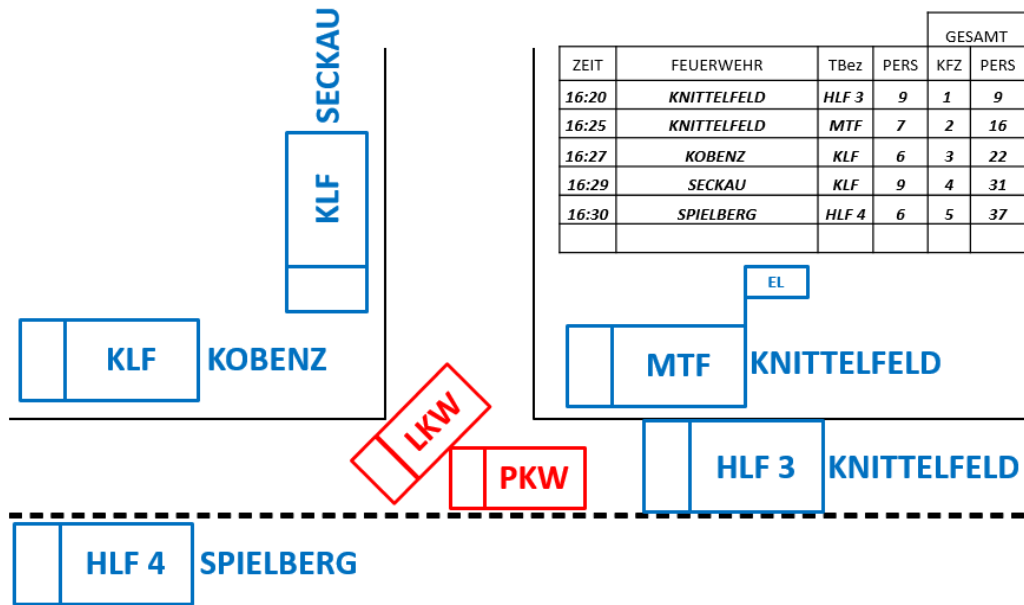 SECKAU
KLF
GESAMT
ZEIT FEUERWEHR TBez PERS KFZ PERS
16:20 KNITTELFELD HLF 3 9 1 9
16:25 KNITTELFELD MTF 7 2 16
16:27 KOBENZ KLF 6 3 22
16:29 SECKAU KLF 9 4 31
16:30 SPIELBERG HLF 4 6 5 37
EL
KLF KOBENZ
MTF KNITTELFELD
LKW
PKW
HLF 3 KNITTELFELD
HLF 4 SPIELBERG